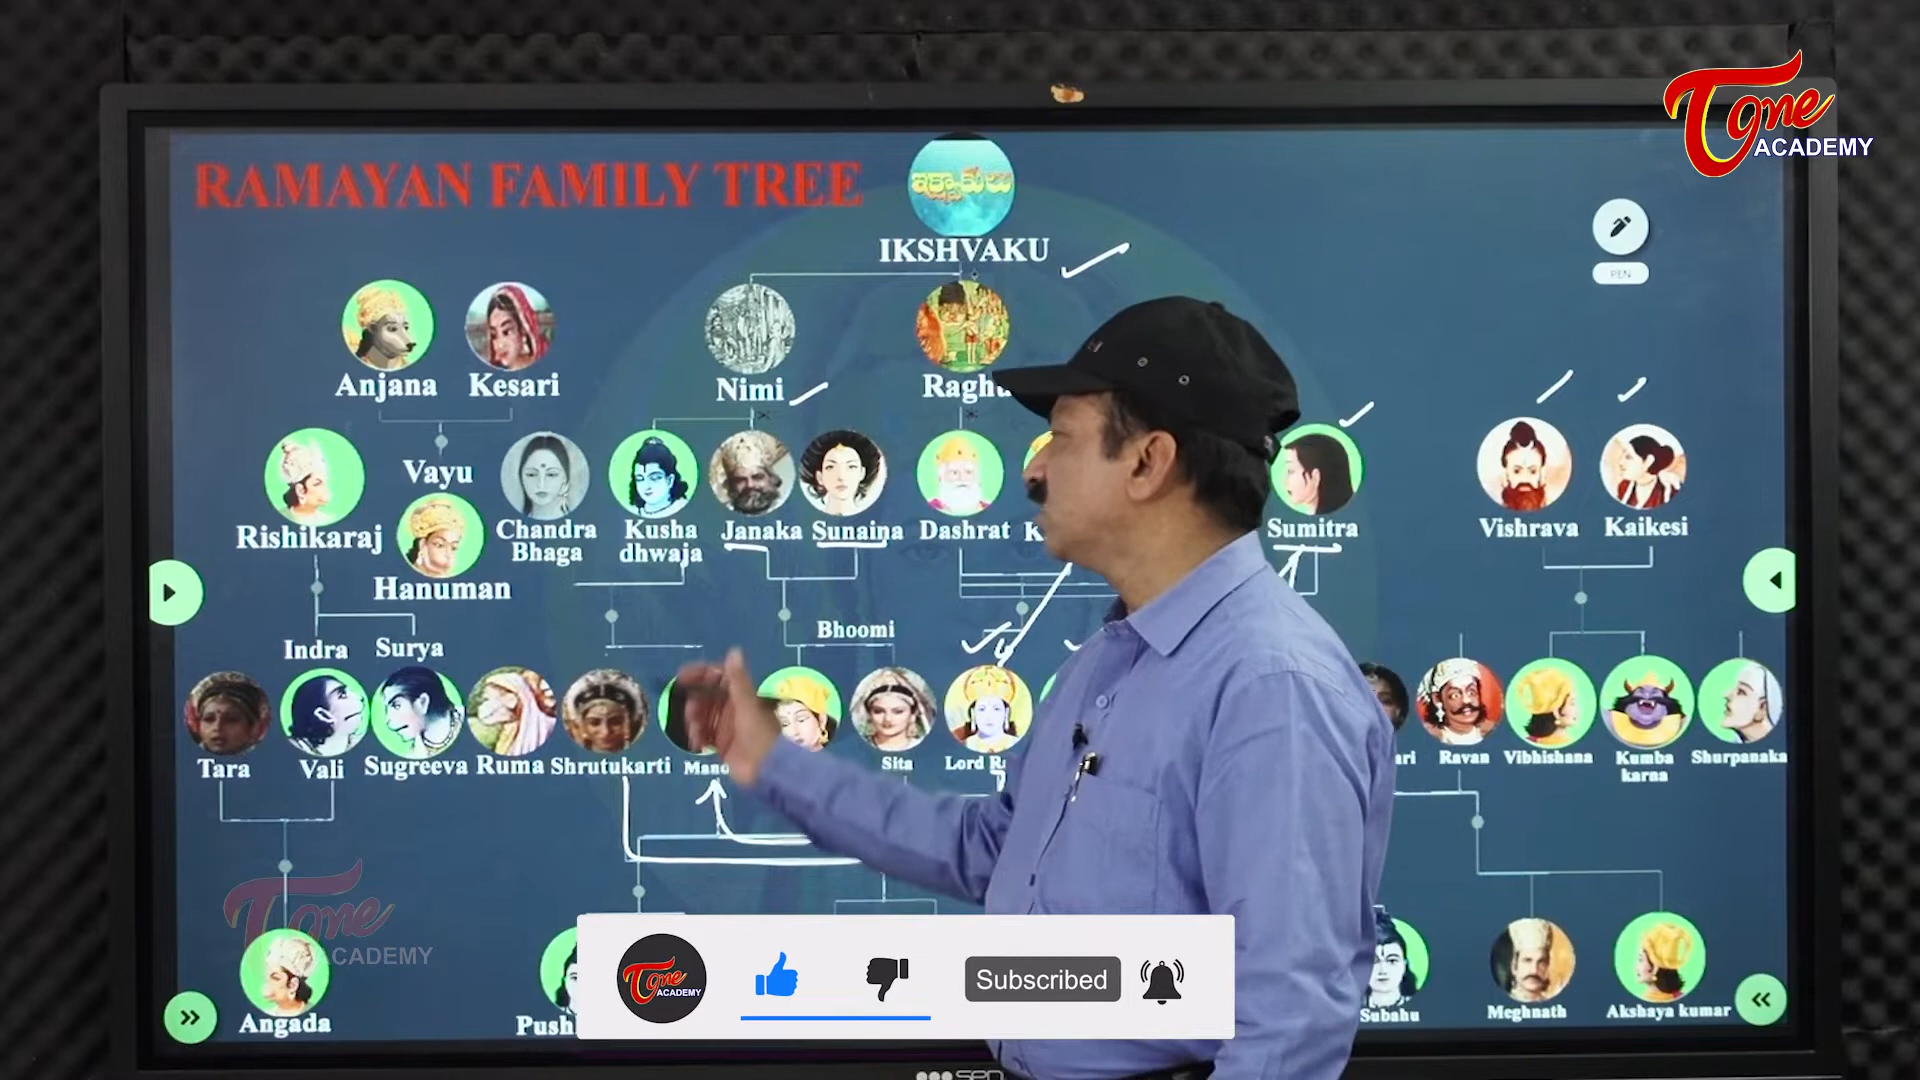 Tone
ACADEMY
RAMAYAN FAMILY TREE
ఇక్ష్వాకులు
IKSHVAKU
PEN
Anjana
Kesari
Nimi
Raghu
Vayu
Rishikaraj
Hanuman
Chandra
Bhaga
Kusha
dhwaja
Janaka
Sunaina
Dashrat
Sumitra
Vishrava
Kaikesi
Indra
Surya
Bhoomi
Tara
Vali
Sugreeva
Ruma
Shrutukarti
Sita
Lord
Ravan
Vibhishana
Kumba
karna
Shurpanaka
Tone
ACADEMY
Angada
Tone
ACADEMY
Subscribed
Subahu
Meghnath
Akshaya kumar